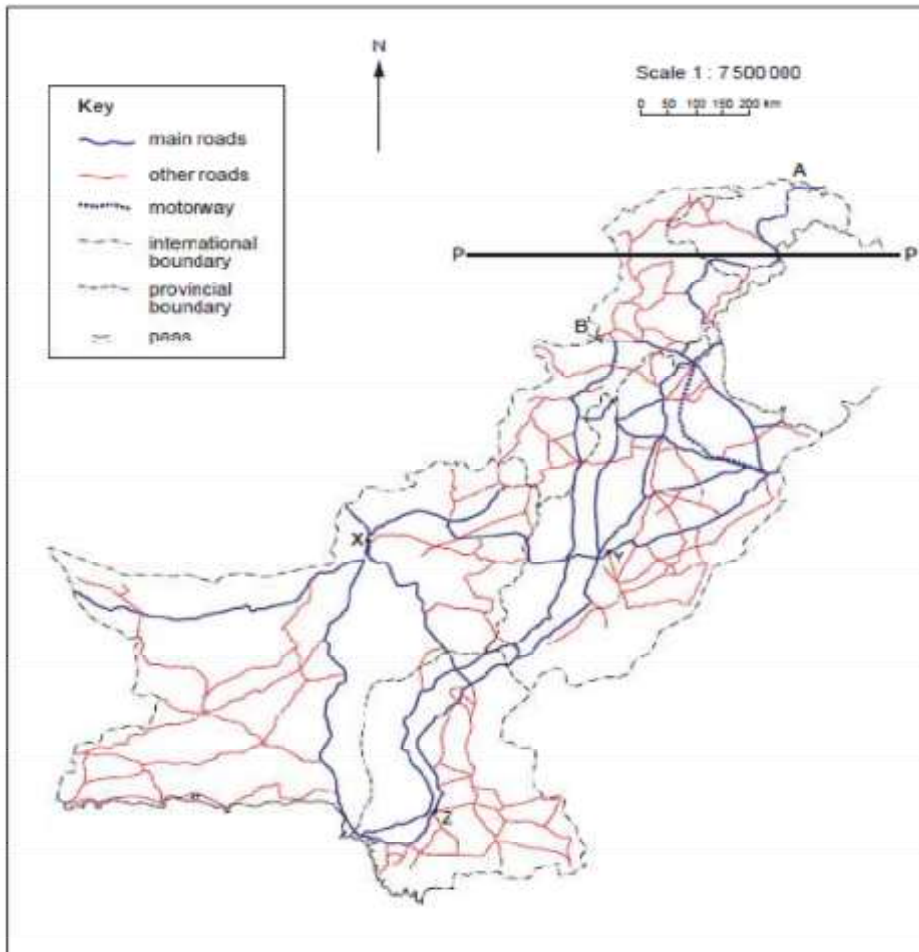 N
Scale 1 : 7 500 000
0 50 100 150 200 km
Key
main roads
other roads
motorway
international
boundary
provincial
boundary
pass
A
P P
B
X
Y
Z